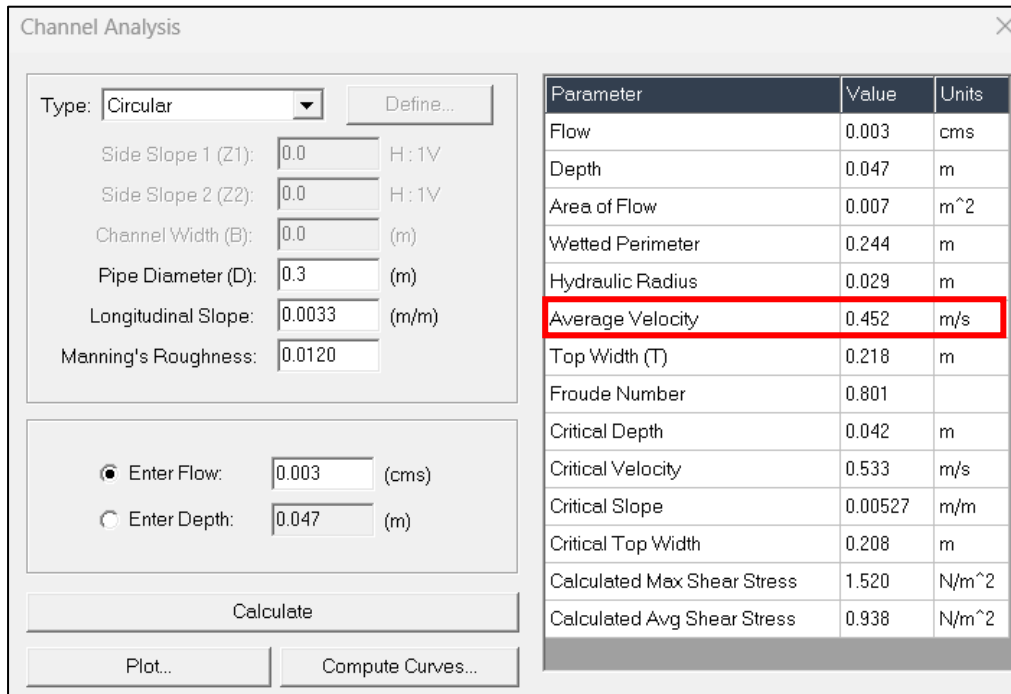 Channel Analysis
Type: Circular Define...
Side Slope 1 (Z1): 0.0 H : 1V
Side Slope 2 (Z2): 0.0 H : 1V
Channel Width (B): 0.0 (m)
Pipe Diameter (D): 0.3 (m)
Longitudinal Slope: 0.0033 (m/m)
Manning's Roughness: 0.0120
Enter Flow: 0.003 (cms)
Enter Depth: 0.047 (m)
Calculate
Plot... Compute Curves...
Parameter Value Units
Flow 0.003 cms
Depth 0.047 m
Area of Flow 0.007 m^2
Wetted Perimeter 0.244 m
Hydraulic Radius 0.029 m
Average Velocity 0.452 m/s
Top Width (T) 0.218 m
Froude Number 0.801
Critical Depth 0.042 m
Critical Velocity 0.533 m/s
Critical Slope 0.00527 m/m
Critical Top Width 0.208 m
Calculated Max Shear Stress 1.520 N/m^2
Calculated Avg Shear Stress 0.938 N/m^2